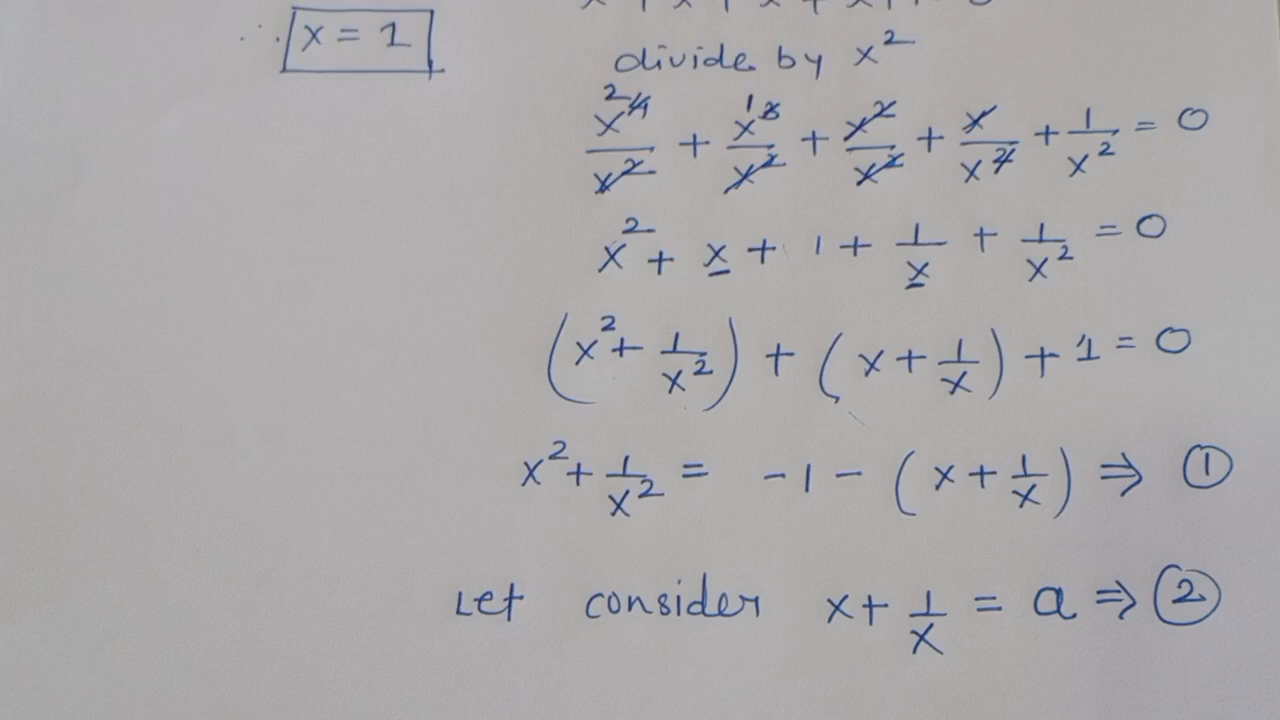 ∴ x = 1
divide by x²
x⁴/x² + x³/x² + x²/x² + x/x² + 1/x² = 0
x² + x + 1 + 1/x + 1/x² = 0
(x² + 1/x²) + (x + 1/x) + 1 = 0
x² + 1/x² = -1 - (x + 1/x) ⇒ ①
Let consider x + 1/x = a ⇒ ②